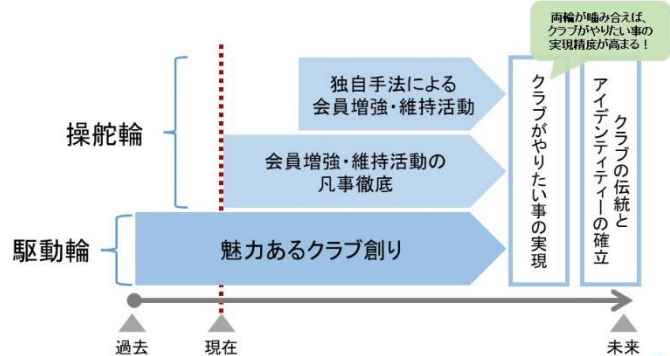 両輪が噛み合えば、
クラブがやりたい事の
実現精度が高まる！
操舵輪
独自手法による
会員増強・維持活動
会員増強・維持活動の
凡事徹底
駆動輪
魅力あるクラブ創り
クラブがやりたい事の実現
クラブの伝統と
アイデンティティーの確立
過去
現在
未来